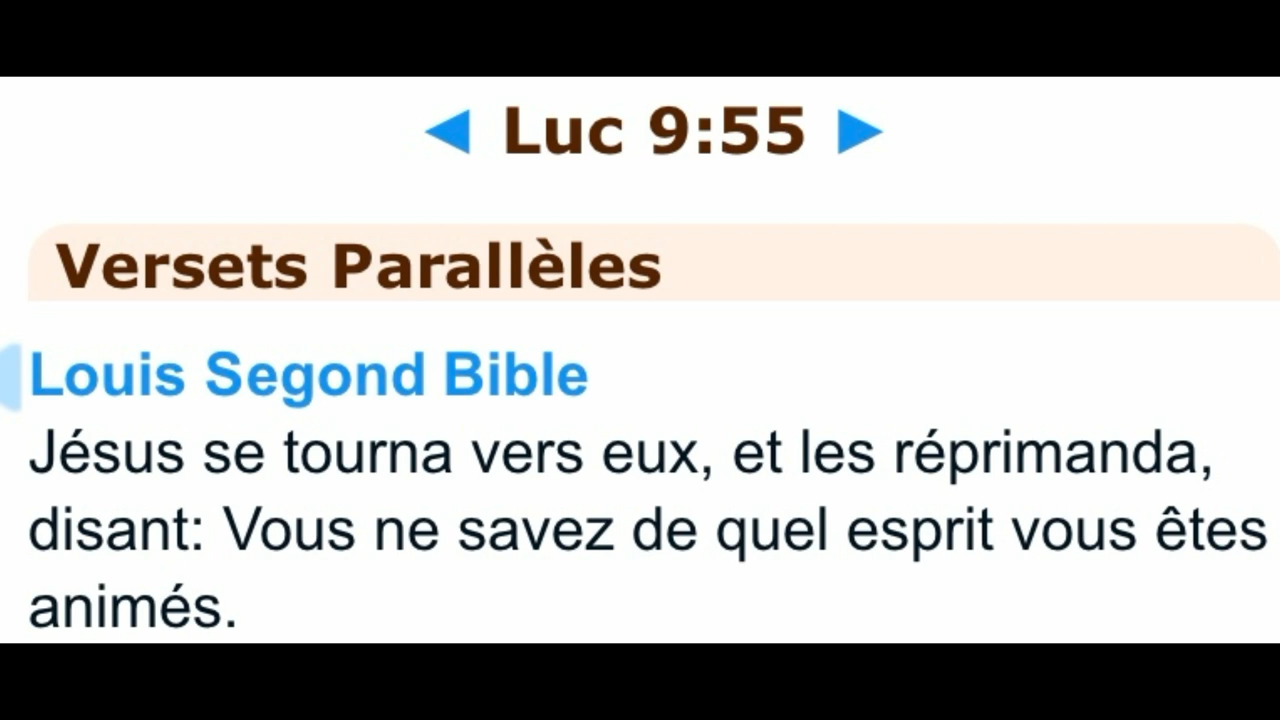 Luc 9:55
Versets Parallèles
Louis Segond Bible
Jésus se tourna vers eux, et les réprimanda,
disant: Vous ne savez de quel esprit vous êtes
animés.